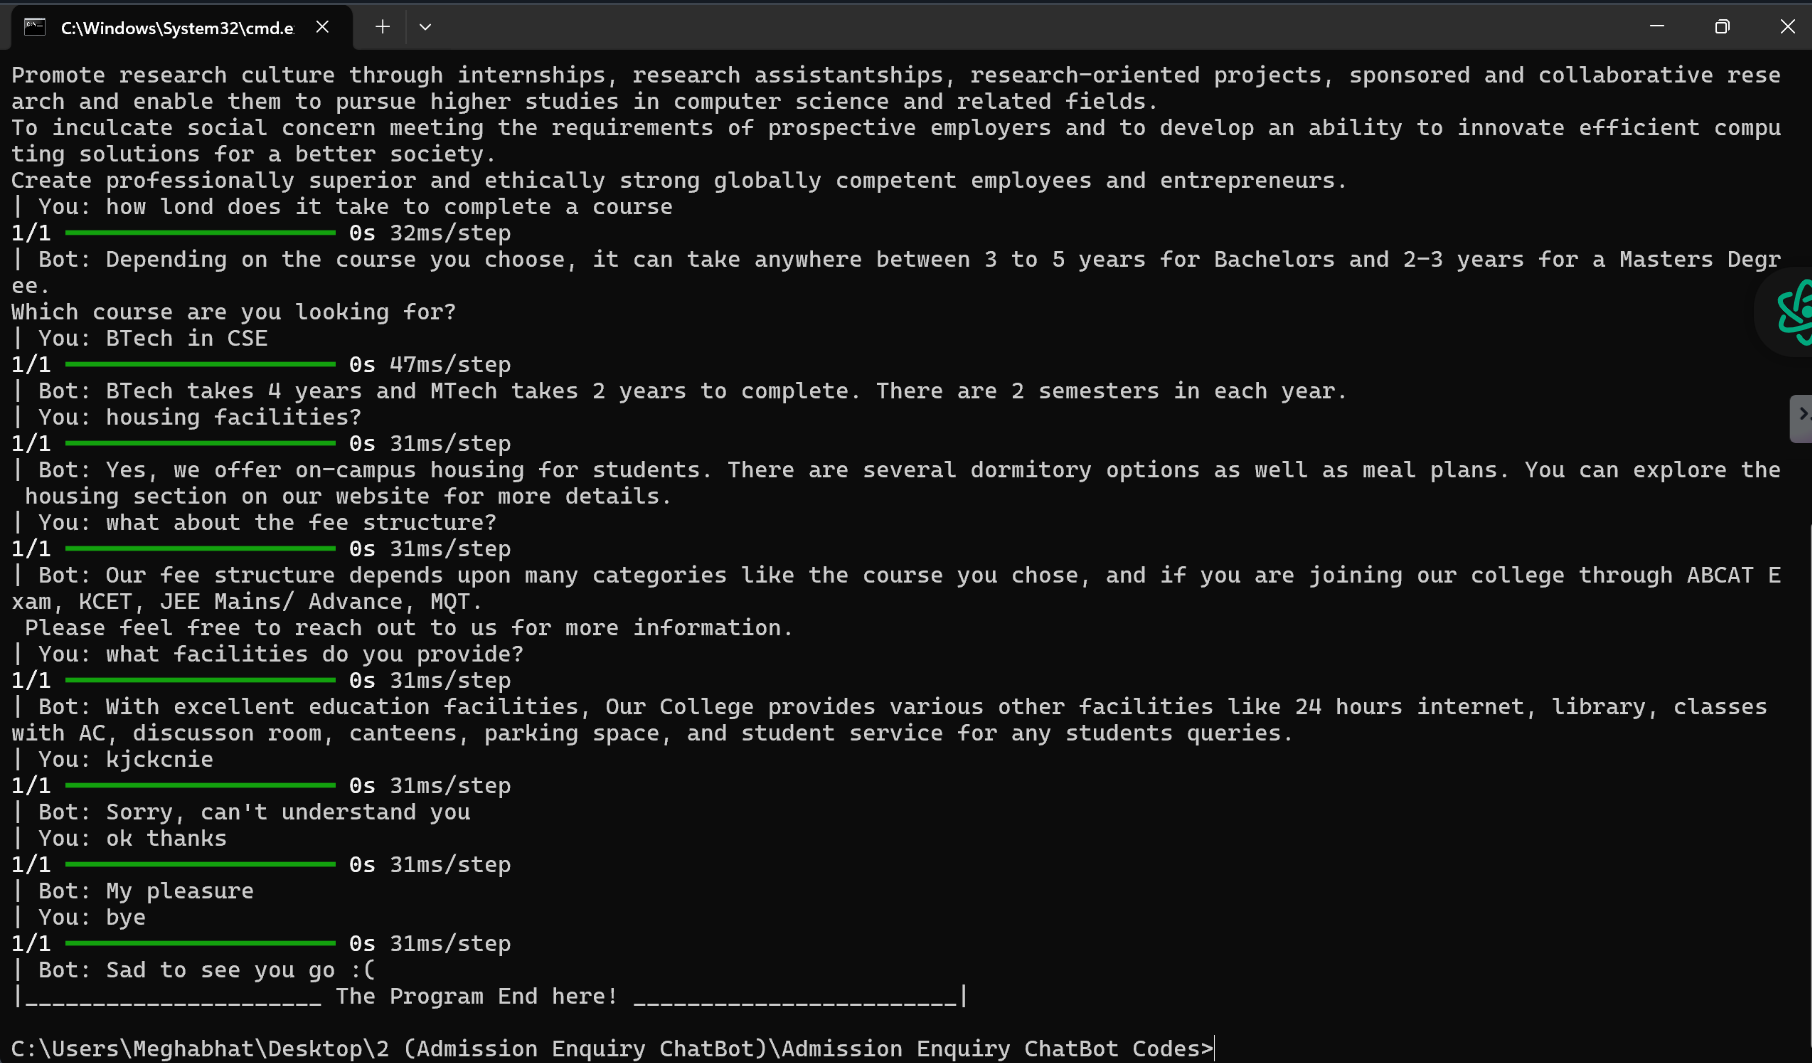 C:\Windows\System32\cmd.e
Promote research culture through internships, research assistantships, research-oriented projects, sponsored and collaborative rese
arch and enable them to pursue higher studies in computer science and related fields.
To inculcate social concern meeting the requirements of prospective employers and to develop an ability to innovate efficient compu
ting solutions for a better society.
Create professionally superior and ethically strong globally competent employees and entrepreneurs.
| You: how lond does it take to complete a course
1/1 ━━━━━━━━━━━━━━━━━━━━ 0s 32ms/step
| Bot: Depending on the course you choose, it can take anywhere between 3 to 5 years for Bachelors and 2-3 years for a Masters Degr
ee.
Which course are you looking for?
| You: BTech in CSE
1/1 ━━━━━━━━━━━━━━━━━━━━ 0s 47ms/step
| Bot: BTech takes 4 years and MTech takes 2 years to complete. There are 2 semesters in each year.
| You: housing facilities?
1/1 ━━━━━━━━━━━━━━━━━━━━ 0s 31ms/step
| Bot: Yes, we offer on-campus housing for students. There are several dormitory options as well as meal plans. You can explore the
 housing section on our website for more details.
| You: what about the fee structure?
1/1 ━━━━━━━━━━━━━━━━━━━━ 0s 31ms/step
| Bot: Our fee structure depends upon many categories like the course you chose, and if you are joining our college through ABCAT E
xam, KCET, JEE Mains/ Advance, MQT.
 Please feel free to reach out to us for more information.
| You: what facilities do you provide?
1/1 ━━━━━━━━━━━━━━━━━━━━ 0s 31ms/step
| Bot: With excellent education facilities, Our College provides various other facilities like 24 hours internet, library, classes
with AC, discusson room, canteens, parking space, and student service for any students queries.
| You: kjckcnie
1/1 ━━━━━━━━━━━━━━━━━━━━ 0s 31ms/step
| Bot: Sorry, can't understand you
| You: ok thanks
1/1 ━━━━━━━━━━━━━━━━━━━━ 0s 31ms/step
| Bot: My pleasure
| You: bye
1/1 ━━━━━━━━━━━━━━━━━━━━ 0s 31ms/step
| Bot: Sad to see you go :(
|______________________ The Program End here! ________________________|
C:\Users\Meghabhat\Desktop\2 (Admission Enquiry ChatBot)\Admission Enquiry ChatBot Codes>